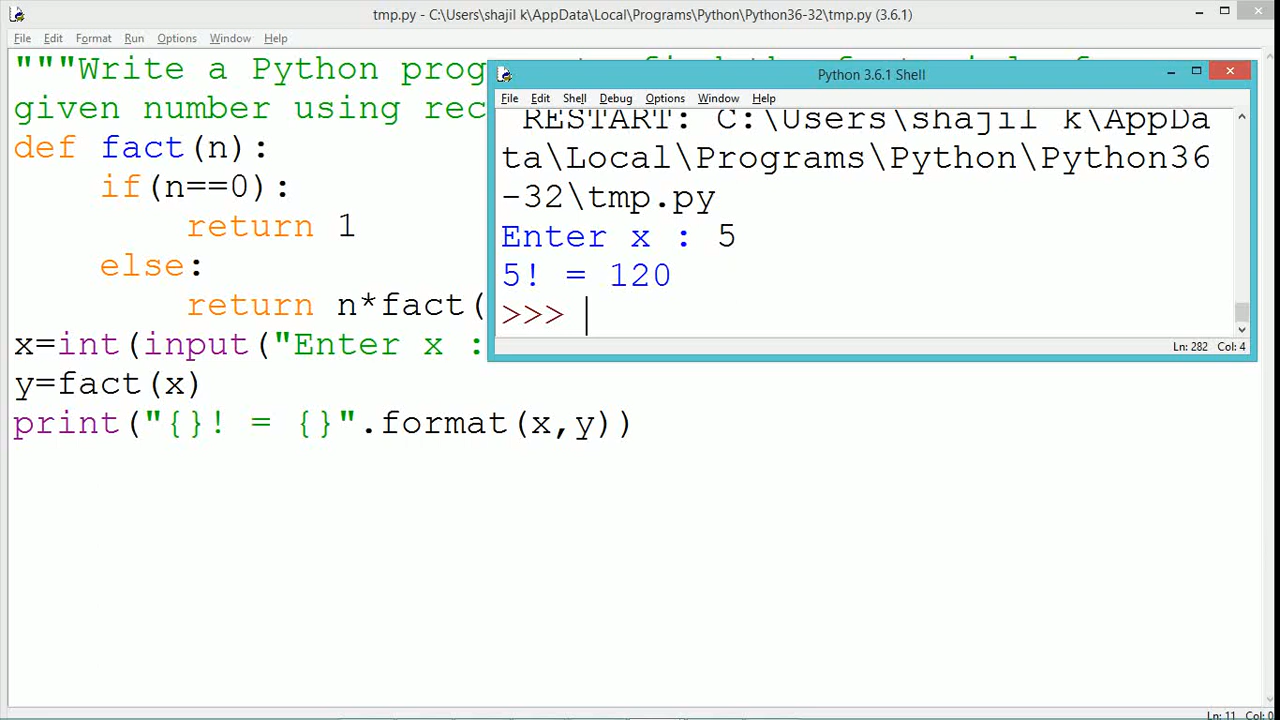 tmp.py - C:\Users\shajil k\AppData\Local\Programs\Python\Python36-32\tmp.py (3.6.1)
File Edit Format Run Options Window Help
"""Write a Python prog
given number using rec
def fact(n):
    if(n==0):
        return 1
    else:
        return n*fact(
x=int(input("Enter x :
y=fact(x)
print("{}! = {}".format(x,y))
Python 3.6.1 Shell
File Edit Shell Debug Options Window Help
RESTART: C:\Users\shajil k\AppDa
ta\Local\Programs\Python\Python36
-32\tmp.py
Enter x : 5
5! = 120
>>>
Ln: 282 Col: 4
Ln: 11 Col: 0